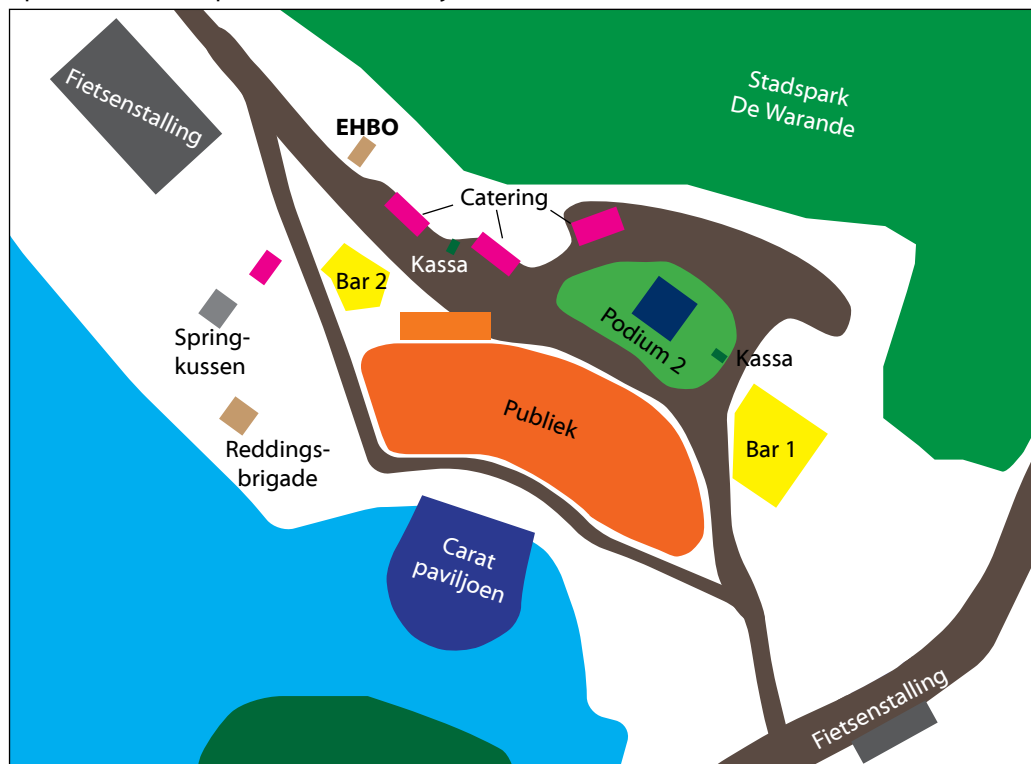 Fietsenstalling
Stadspark
De Warande
EHBO
Catering
Kassa
Bar 2
Spring-
kussen
Podium 2
Kassa
Publiek
Bar 1
Reddings-
brigade
Carat
paviljoen
Fietsenstalling